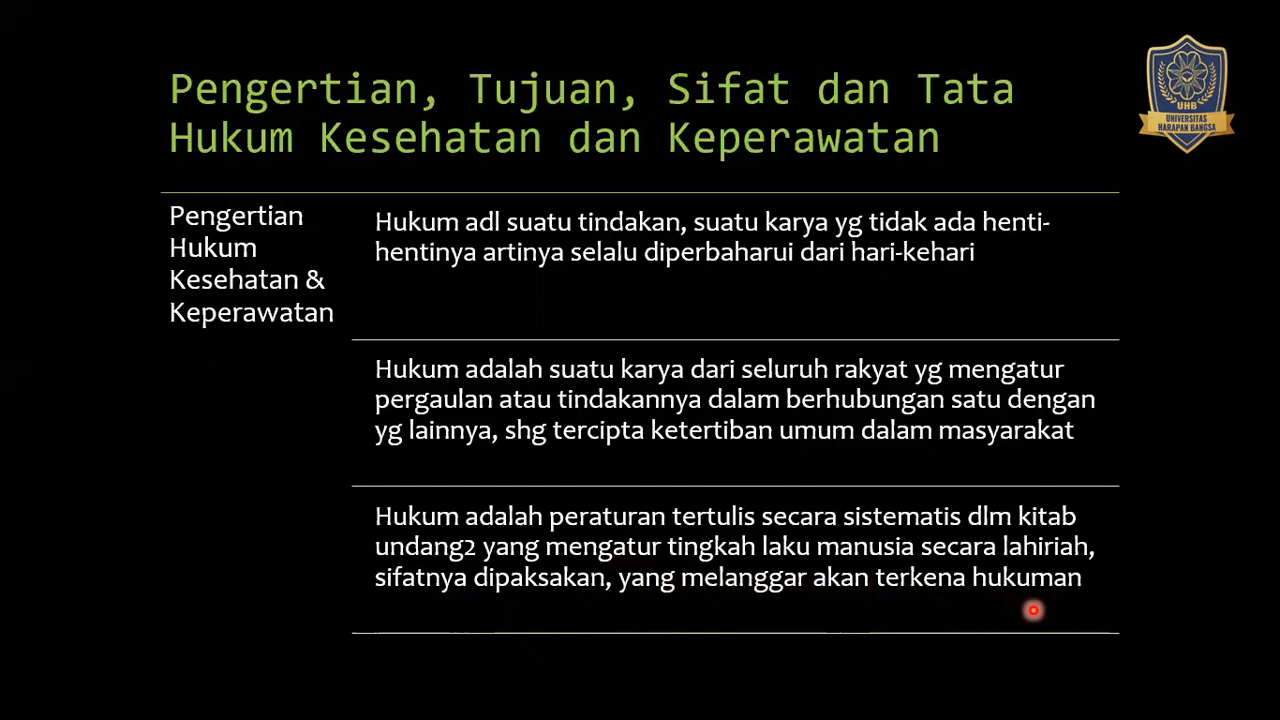 Pengertian, Tujuan, Sifat dan Tata
Hukum Kesehatan dan Keperawatan
UHB
UNIVERSITAS
HARAPAN BANGSA
Pengertian
Hukum
Kesehatan &
Keperawatan
Hukum adl suatu tindakan, suatu karya yg tidak ada henti-
hentinya artinya selalu diperbaharui dari hari-kehari
Hukum adalah suatu karya dari seluruh rakyat yg mengatur
pergaulan atau tindakannya dalam berhubungan satu dengan
yg lainnya, shg tercipta ketertiban umum dalam masyarakat
Hukum adalah peraturan tertulis secara sistematis dlm kitab
undang2 yang mengatur tingkah laku manusia secara lahiriah,
sifatnya dipaksakan, yang melanggar akan terkena hukuman